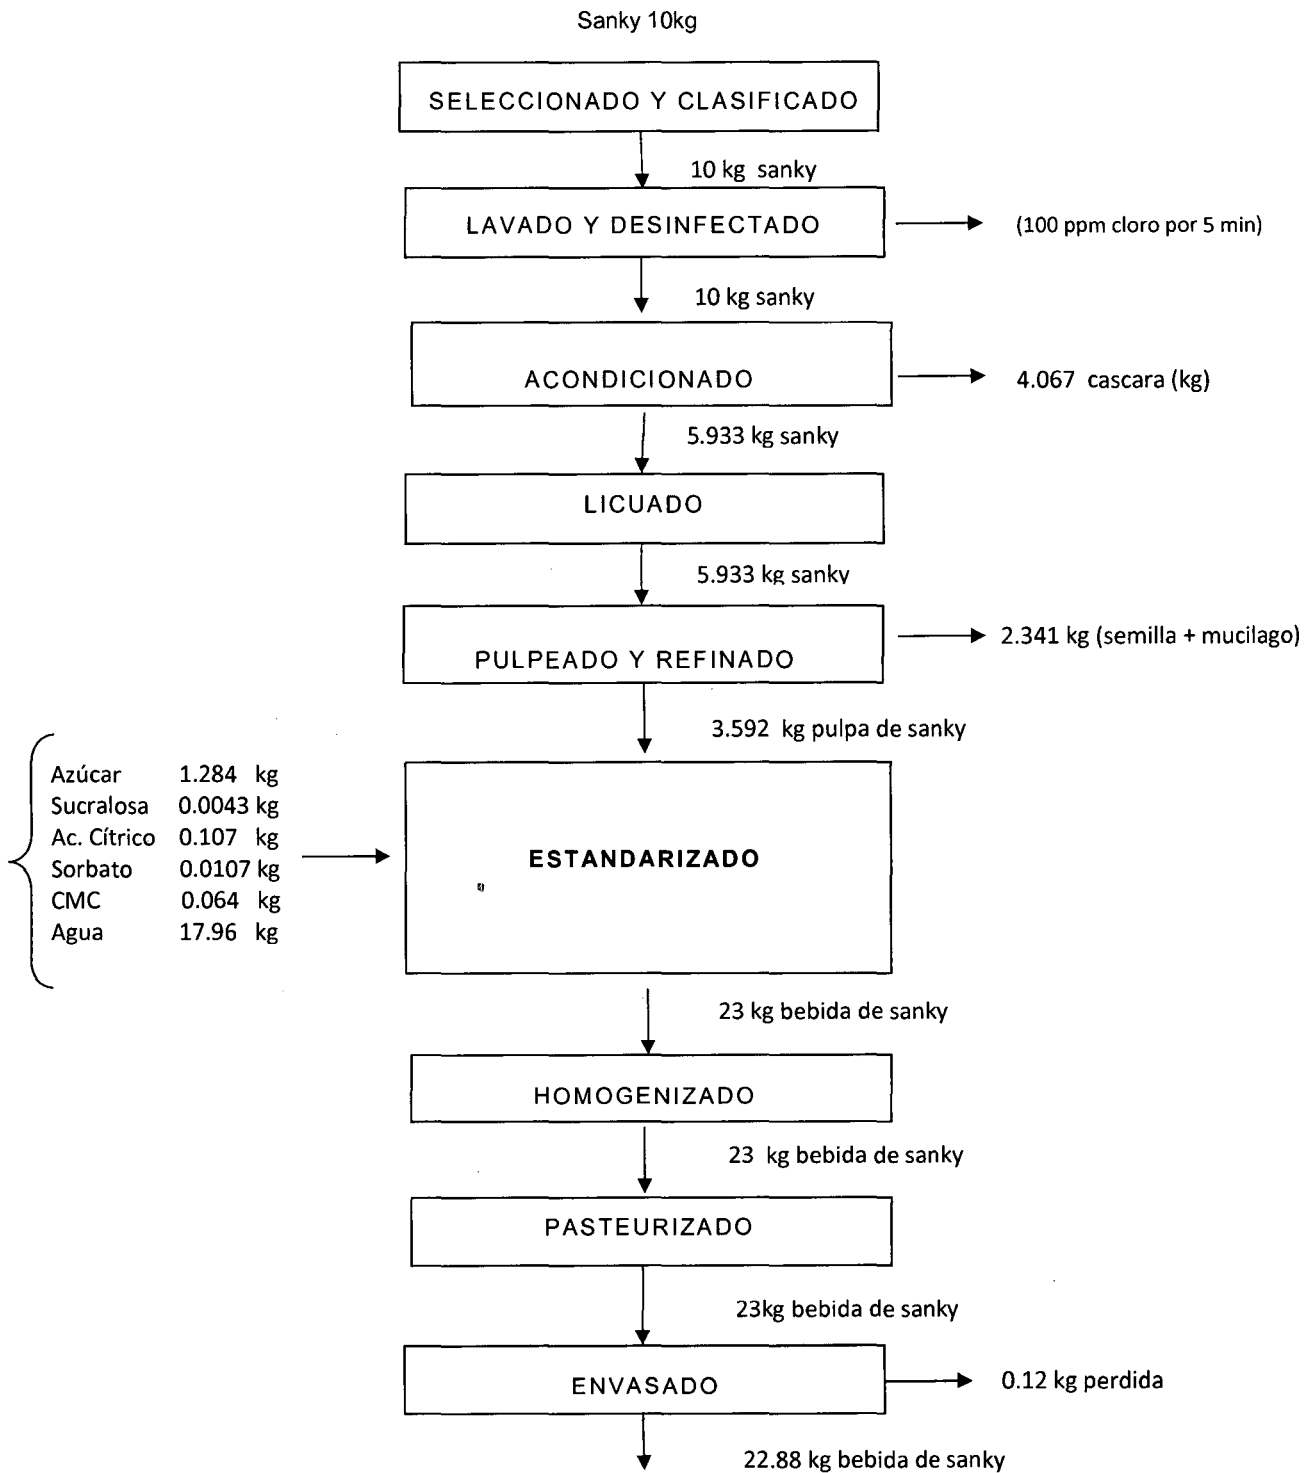 Sanky 10kg
SELECCIONADO Y CLASIFICADO
10 kg sanky
LAVADO Y DESINFECTADO
(100 ppm cloro por 5 min)
10 kg sanky
ACONDICIONADO
4.067 cascara (kg)
5.933 kg sanky
LICUADO
5.933 kg sanky
PULPEADO Y REFINADO
2.341 kg (semilla + mucilago)
3.592 kg pulpa de sanky
Azúcar 1.284 kg
Sucralosa 0.0043 kg
Ac. Cítrico 0.107 kg
Sorbato 0.0107 kg
CMC 0.064 kg
Agua 17.96 kg
ESTANDARIZADO
23 kg bebida de sanky
HOMOGENIZADO
23 kg bebida de sanky
PASTEURIZADO
23kg bebida de sanky
ENVASADO
0.12 kg perdida
22.88 kg bebida de sanky